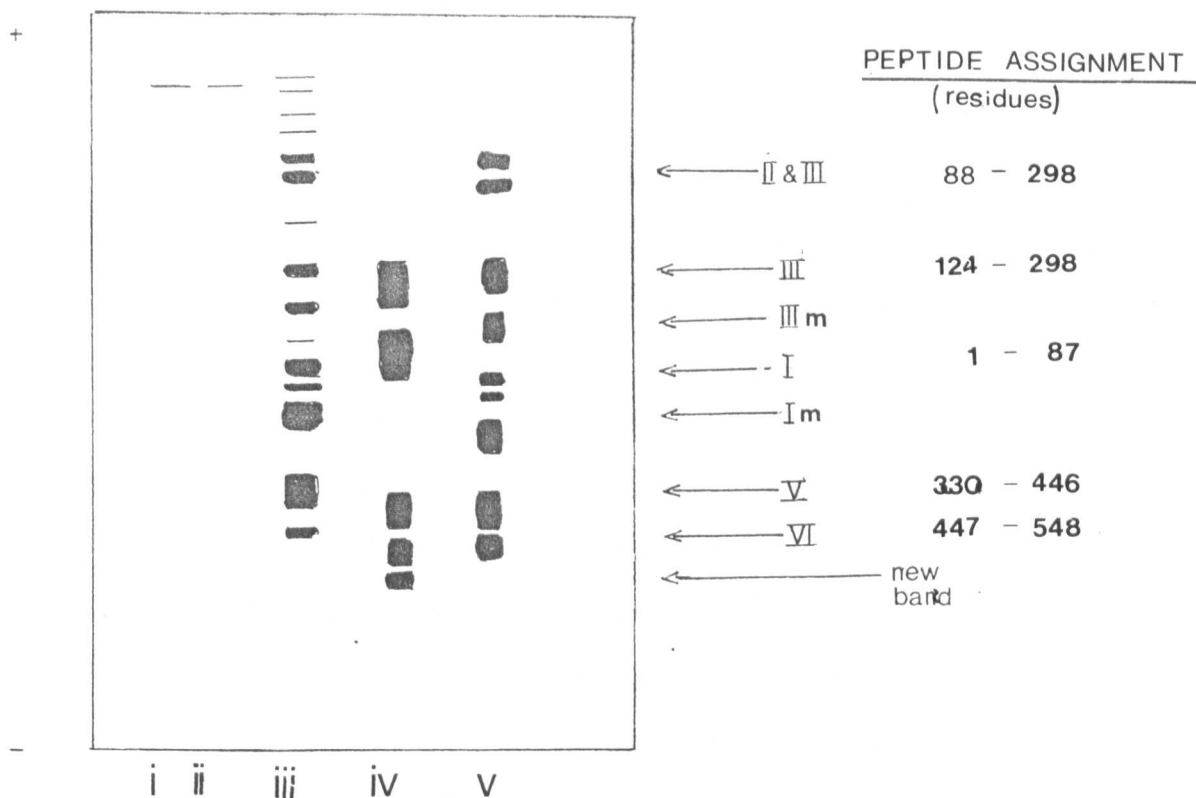 +
PEPTIDE ASSIGNMENT
(residues)
II & III 88 - 298
III 124 - 298
III m
I 1 - 87
I m
V 330 - 446
VI 447 - 548
new
band
-
i ii iii iv v